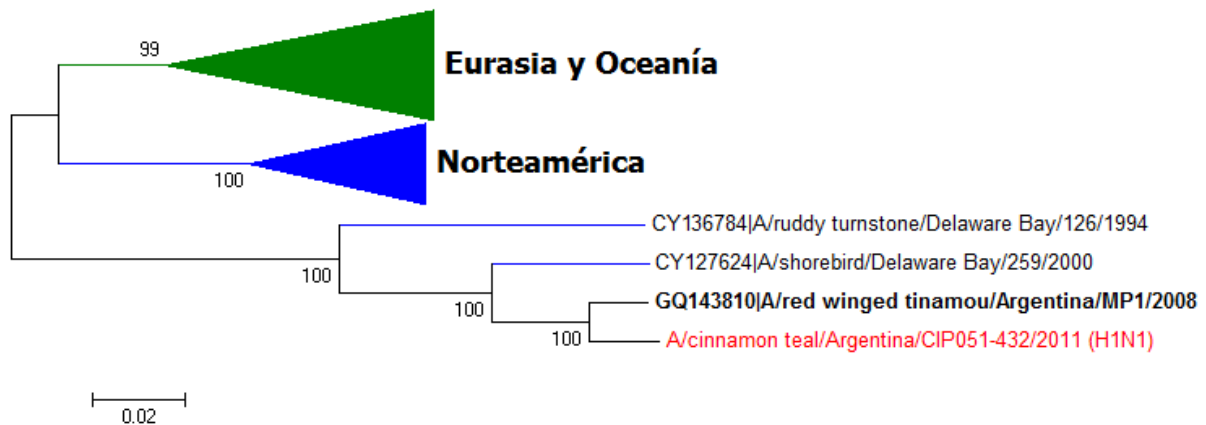 99
Eurasia y Oceanía
100
Norteamérica
CY136784|A/ruddy turnstone/Delaware Bay/126/1994
100
CY127624|A/shorebird/Delaware Bay/259/2000
100
GQ143810|A/red winged tinamou/Argentina/MP1/2008
100
A/cinnamon teal/Argentina/CIP051-432/2011 (H1N1)
0.02